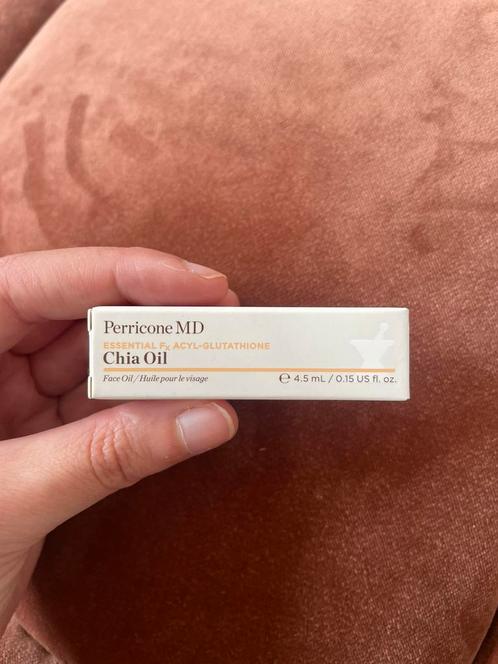 Perricone MD
ESSENTIAL Fx ACYL-GLUTATHIONE
Chia Oil
Face Oil / Huile pour le visage
℮ 4.5 mL / 0.15 US fl. oz.